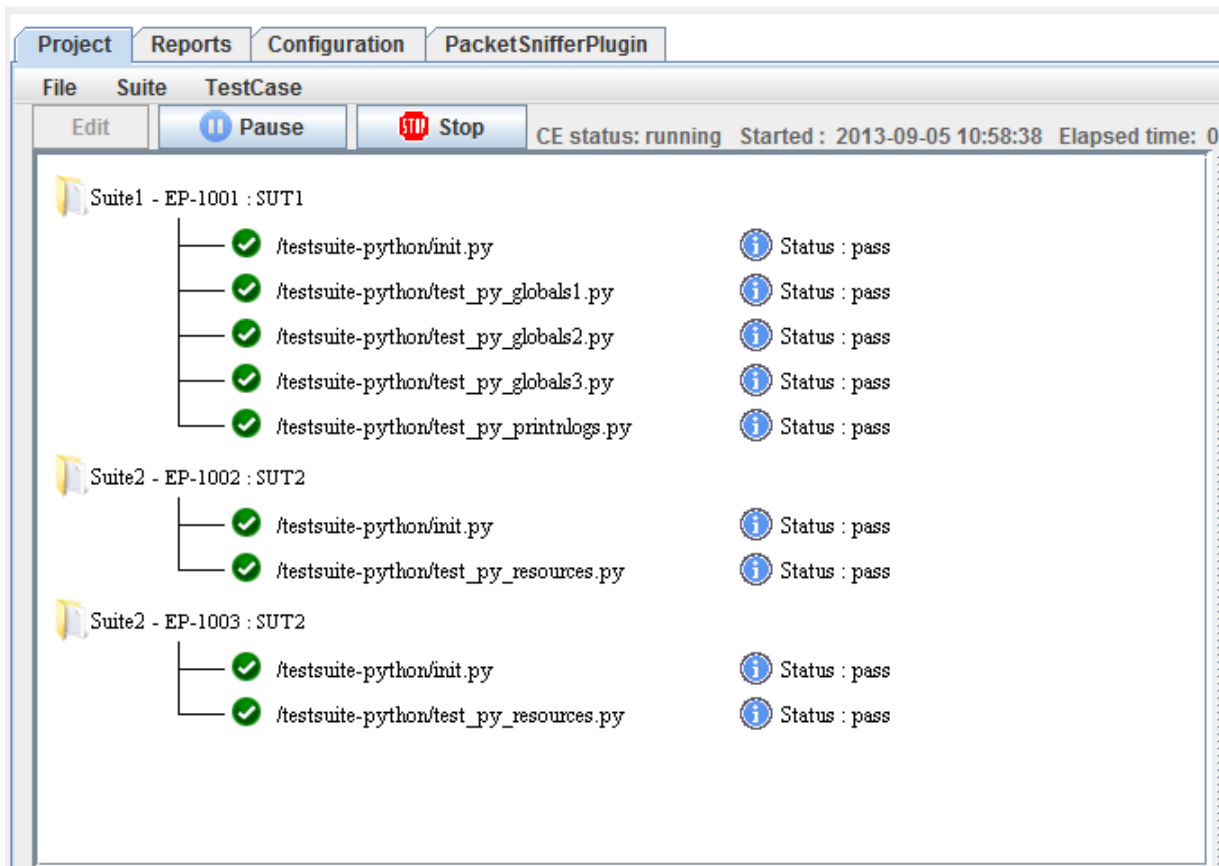 Project Reports Configuration PacketSnifferPlugin
File Suite TestCase
Edit Pause STOP Stop CE status: running Started : 2013-09-05 10:58:38 Elapsed time: 0
Suite1 - EP-1001 : SUT1
/testsuite-python/init.py Status : pass
/testsuite-python/test_py_globals1.py Status : pass
/testsuite-python/test_py_globals2.py Status : pass
/testsuite-python/test_py_globals3.py Status : pass
/testsuite-python/test_py_printnlogs.py Status : pass
Suite2 - EP-1002 : SUT2
/testsuite-python/init.py Status : pass
/testsuite-python/test_py_resources.py Status : pass
Suite2 - EP-1003 : SUT2
/testsuite-python/init.py Status : pass
/testsuite-python/test_py_resources.py Status : pass